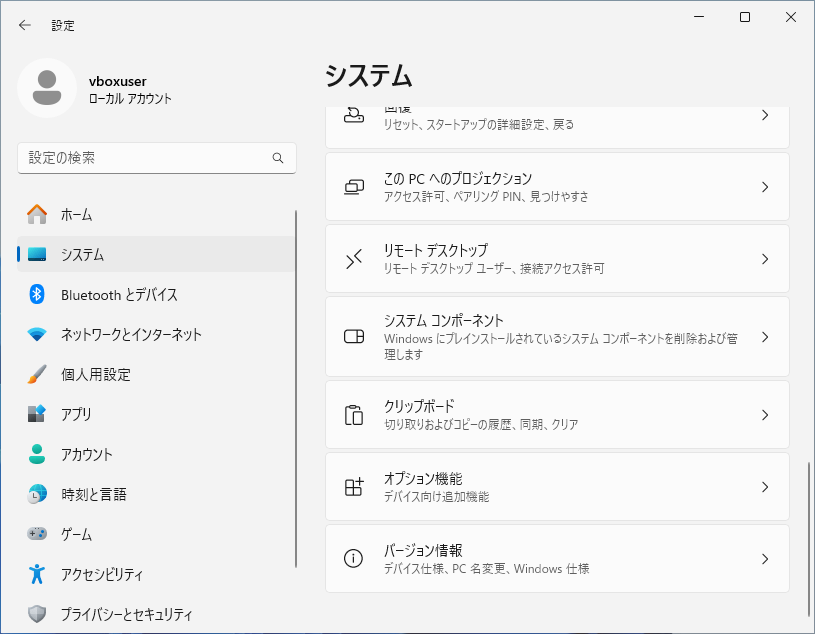 設定
vboxuser
ローカル アカウント
設定の検索
ホーム
システム
Bluetooth とデバイス
ネットワークとインターネット
個人用設定
アプリ
アカウント
時刻と言語
ゲーム
アクセシビリティ
プライバシーとセキュリティ
システム
回復
リセット、スタートアップの詳細設定、戻る
この PC へのプロジェクション
アクセス許可、ペアリング PIN、見つけやすさ
リモート デスクトップ
リモート デスクトップ ユーザー、接続アクセス許可
システム コンポーネント
Windows にプレインストールされているシステム コンポーネントを削除および管
理します
クリップボード
切り取りおよびコピーの履歴、同期、クリア
オプション機能
デバイス向け追加機能
バージョン情報
デバイス仕様、PC 名変更、Windows 仕様